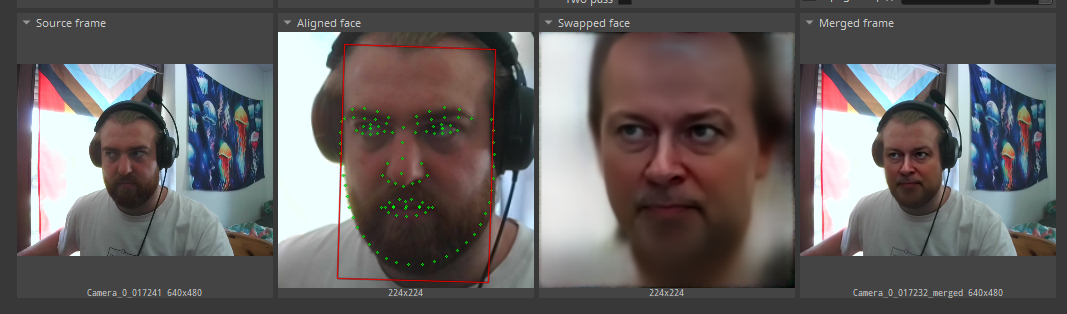 Two pass
Source frame
Aligned face
Swapped face
Merged frame
Camera_0_017241 640x480
224x224
224x224
Camera_0_017232_merged 640x480